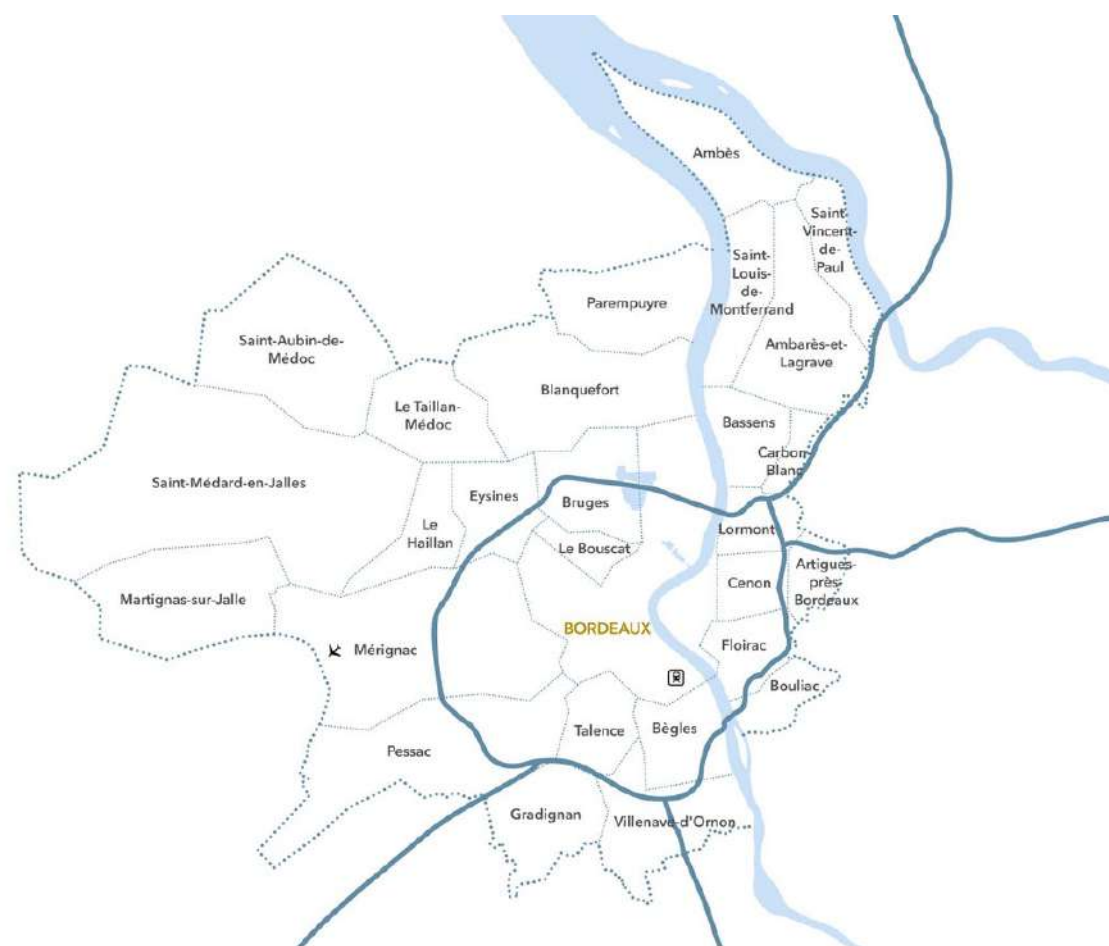 Ambès
Saint-
Vincent-
de-
Paul
Saint-
Louis-
de-
Montferrand
Parempuyre
Saint-Aubin-de-
Médoc
Ambarès-et-
Lagrave
Blanquefort
Le Taillan-
Médoc
Bassens
Carbon-
Blanc
Saint-Médard-en-Jalles
Eysines
Bruges
Le
Haillan
Lormont
Le Bouscat
Artigues-
près-
Bordeaux
Cenon
Martignas-sur-Jalle
BORDEAUX
Mérignac
Floirac
Bouliac
Talence
Bègles
Pessac
Gradignan
Villenave-d'Ornon